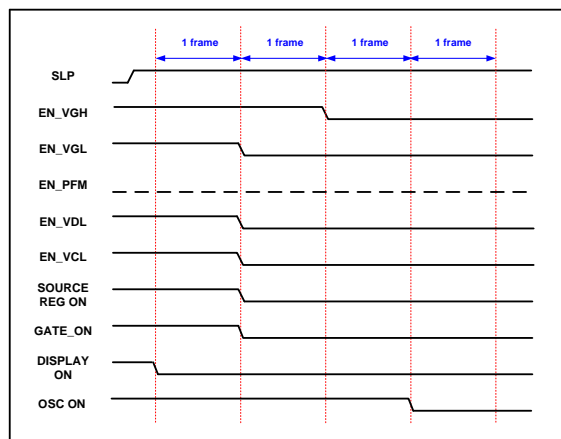 1 frame 1 frame 1 frame 1 frame
SLP
EN_VGH
EN_VGL
EN_PFM
EN_VDL
EN_VCL
SOURCE
REG ON
GATE_ON
DISPLAY
ON
OSC ON